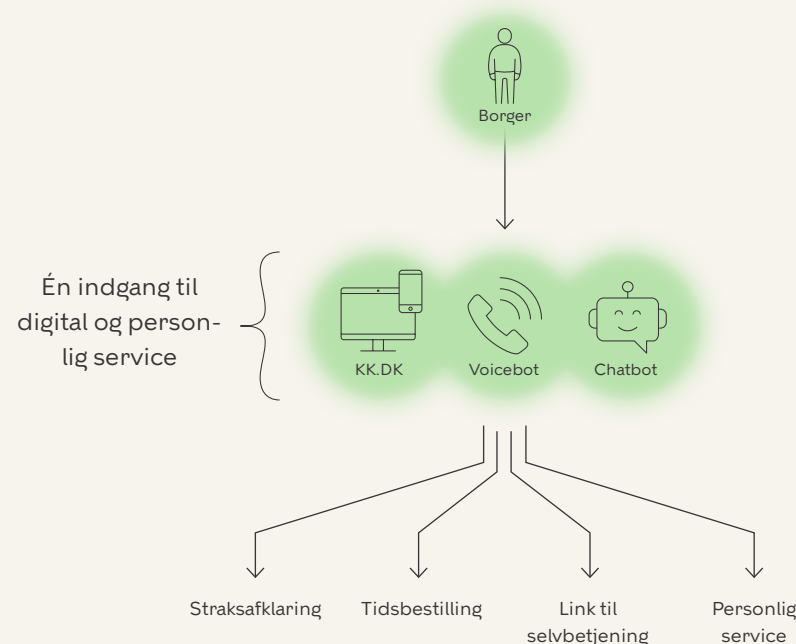 Borger
Én indgang til
digital og person-
lig service
KK.DK
Voicebot
Chatbot
Straksafklaring
Tidsbestilling
Link til
selvbetjening
Personlig
service